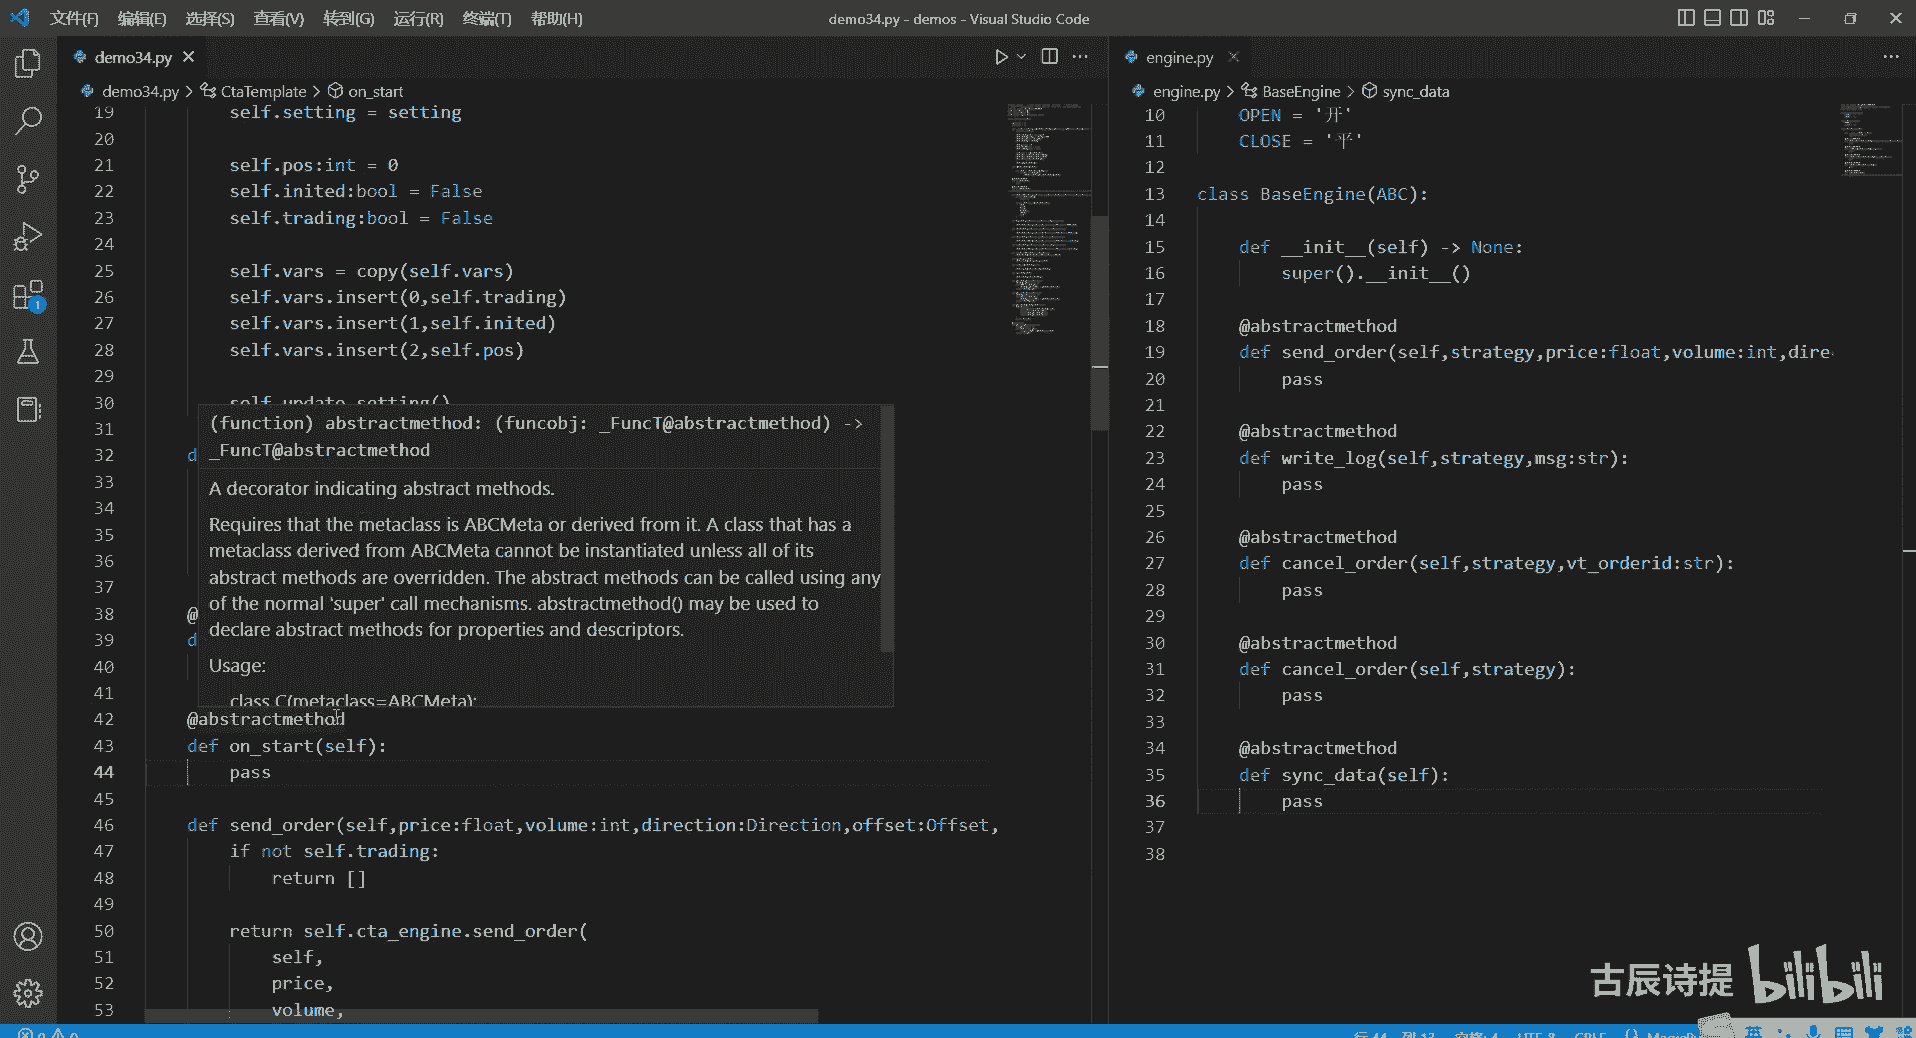 文件(F) 编辑(E) 选择(S) 查看(V) 转到(G) 运行(R) 终端(T) 帮助(H) demo34.py - demos - Visual Studio Code
demo34.py
demo34.py > CtaTemplate > on_start
19 self.setting = setting
20
21 self.pos:int = 0
22 self.inited:bool = False
23 self.trading:bool = False
24
25 self.vars = copy(self.vars)
26 self.vars.insert(0,self.trading)
27 self.vars.insert(1,self.inited)
28 self.vars.insert(2,self.pos)
29
30 self.update_setting()
31
32 d
33
34
35
36
37
38 @
39 d
40
41
(function) abstractmethod: (funcobj: _FuncT@abstractmethod) ->
_FuncT@abstractmethod
A decorator indicating abstract methods.
Requires that the metaclass is ABCMeta or derived from it. A class that has a
metaclass derived from ABCMeta cannot be instantiated unless all of its
abstract methods are overridden. The abstract methods can be called using any
of the normal 'super' call mechanisms. abstractmethod() may be used to
declare abstract methods for properties and descriptors.
Usage:
class C(metaclass=ABCMeta):
42 @abstractmethod
43 def on_start(self):
44 pass
45
46 def send_order(self,price:float,volume:int,direction:Direction,offset:Offset,
47 if not self.trading:
48 return []
49
50 return self.cta_engine.send_order(
51 self,
52 price,
53 volume,
engine.py
engine.py > BaseEngine > sync_data
10 OPEN = '开'
11 CLOSE = '平'
12
13 class BaseEngine(ABC):
14
15 def __init__(self) -> None:
16 super().__init__()
17
18 @abstractmethod
19 def send_order(self,strategy,price:float,volume:int,dire
20 pass
21
22 @abstractmethod
23 def write_log(self,strategy,msg:str):
24 pass
25
26 @abstractmethod
27 def cancel_order(self,strategy,vt_orderid:str):
28 pass
29
30 @abstractmethod
31 def cancel_order(self,strategy):
32 pass
33
34 @abstractmethod
35 def sync_data(self):
36 pass
37
38
1
古辰诗提 bilibili
行 44, 列 13 空格: 4 UTF-8 CRLF
英